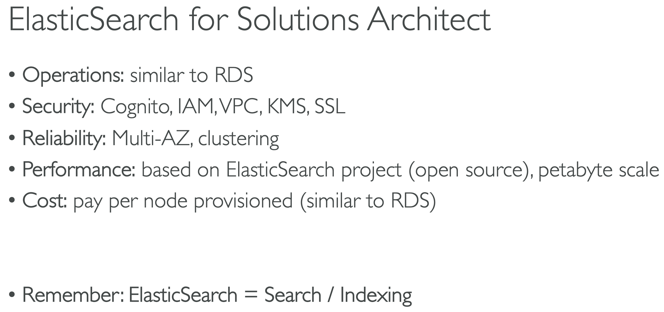 ElasticSearch for Solutions Architect
• Operations: similar to RDS
• Security: Cognito, IAM, VPC, KMS, SSL
• Reliability: Multi-AZ, clustering
• Performance: based on ElasticSearch project (open source), petabyte scale
• Cost: pay per node provisioned (similar to RDS)
• Remember: ElasticSearch = Search / Indexing